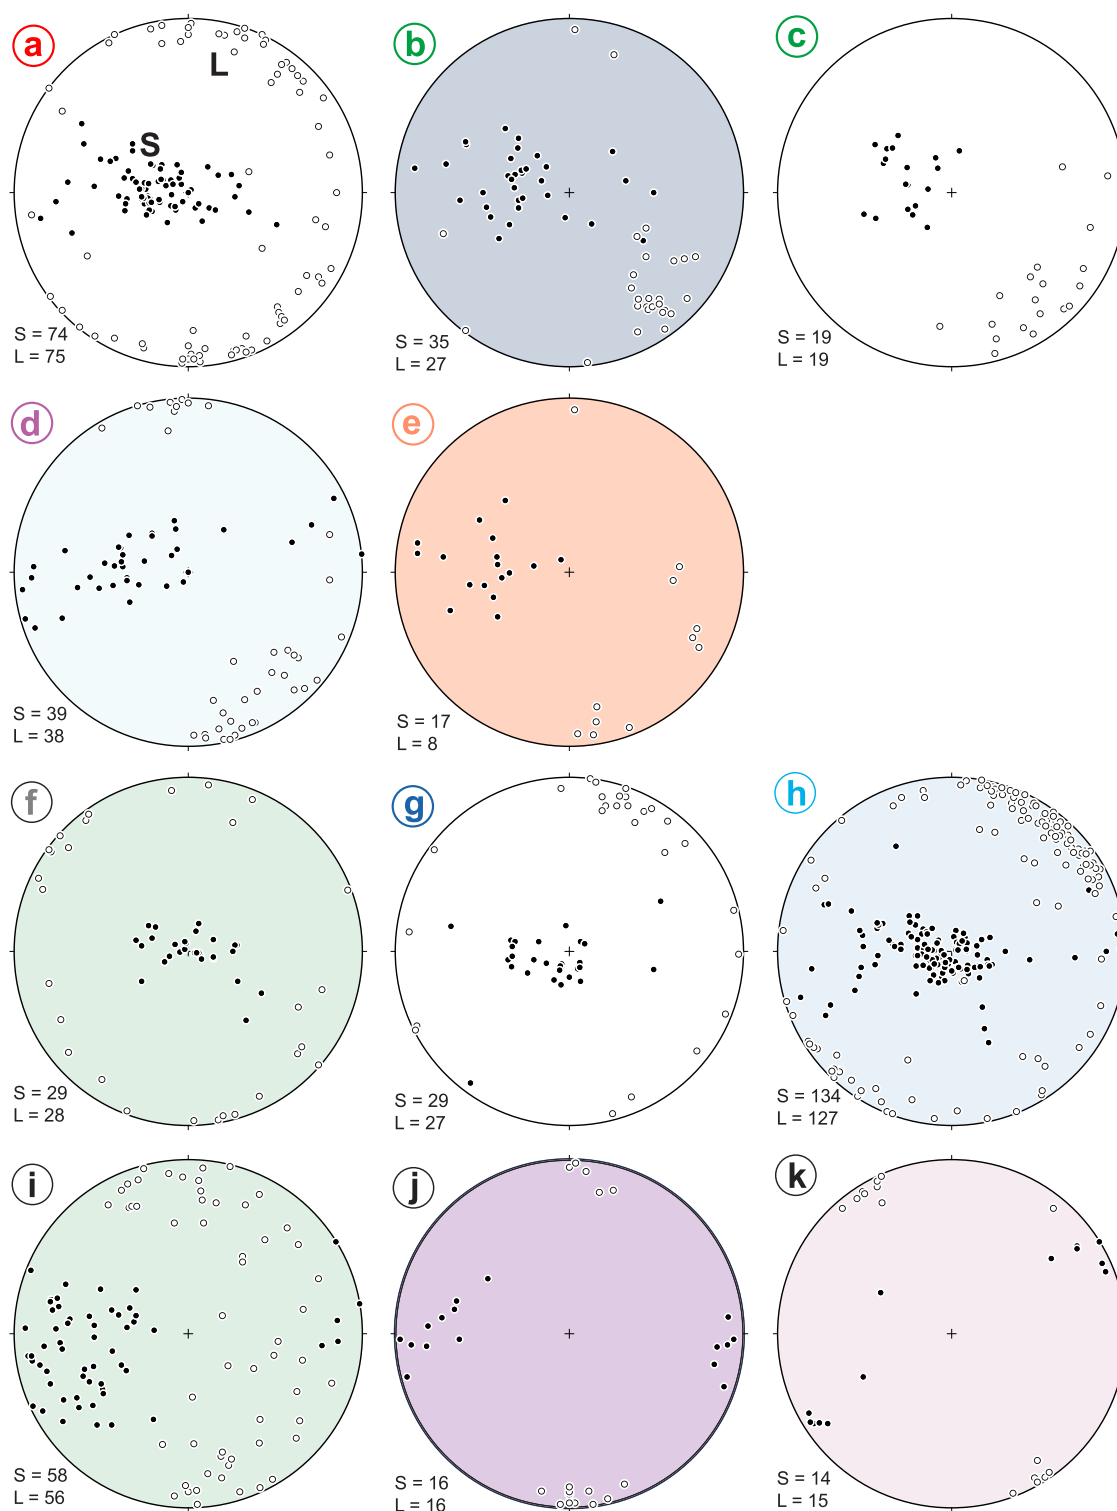 a
L
S
S = 74
L = 75
b
S = 35
L = 27
c
S = 19
L = 19
d
S = 39
L = 38
e
S = 17
L = 8
f
S = 29
L = 28
g
S = 29
L = 27
h
S = 134
L = 127
i
S = 58
L = 56
j
S = 16
L = 16
k
S = 14
L = 15